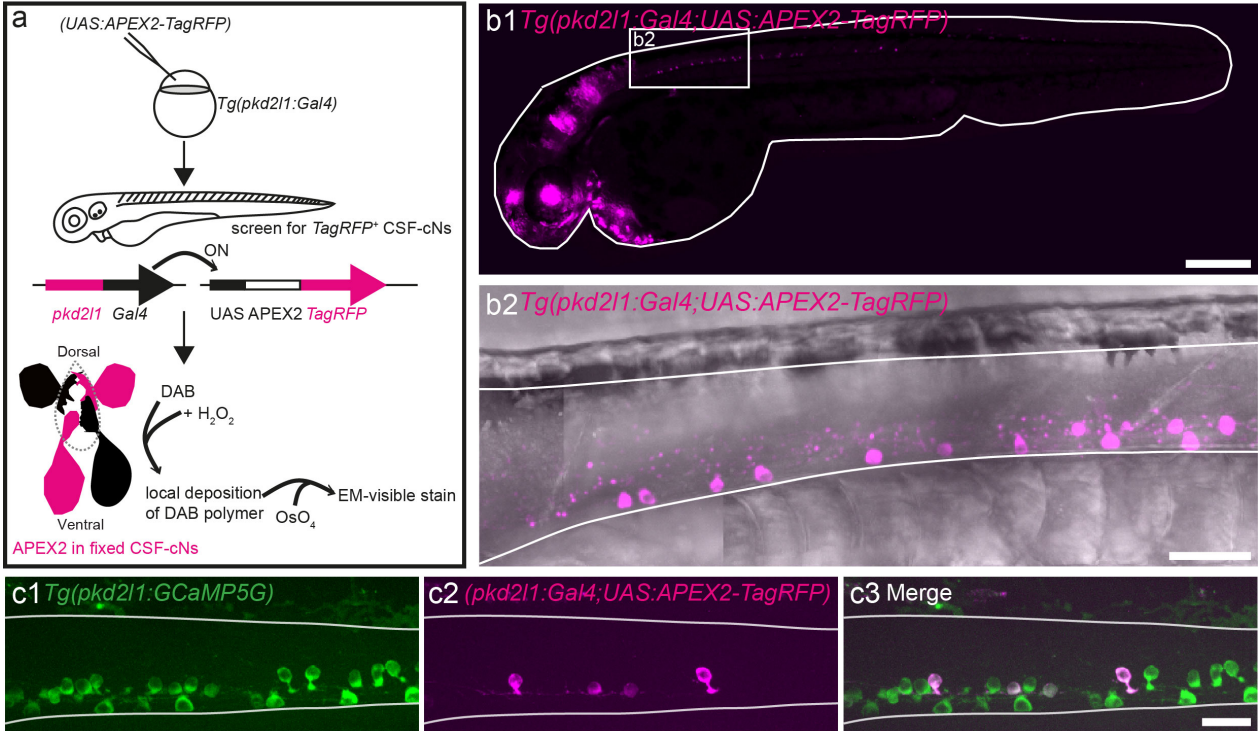 a
(UAS:APEX2-TagRFP)
Tg(pkd2l1:Gal4)
screen for TagRFP+ CSF-cNs
ON
pkd2l1 Gal4 UAS APEX2 TagRFP
Dorsal
DAB
+ H2O2
local deposition
of DAB polymer
OsO4
EM-visible stain
Ventral
APEX2 in fixed CSF-cNs
b1 Tg(pkd2l1:Gal4;UAS:APEX2-TagRFP)
b2
b2 Tg(pkd2l1:Gal4;UAS:APEX2-TagRFP)
c1 Tg(pkd2l1:GCaMP5G)
c2 (pkd2l1:Gal4;UAS:APEX2-TagRFP)
c3 Merge